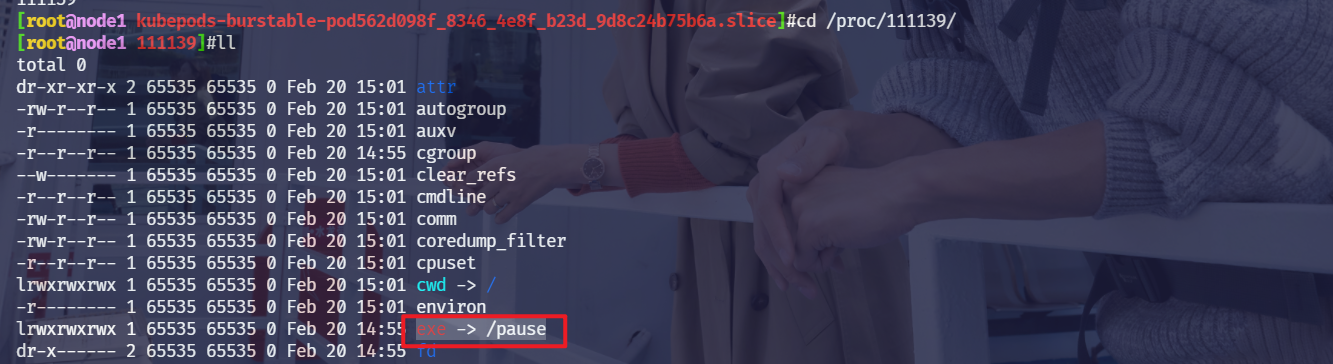 111139
[root@node1 kubepods-burstable-pod562d098f_8346_4e8f_b23d_9d8c24b75b6a.slice]#cd /proc/111139/
[root@node1 111139]#ll
total 0
dr-xr-xr-x 2 65535 65535 0 Feb 20 15:01 attr
-rw-r--r-- 1 65535 65535 0 Feb 20 15:01 autogroup
-r-------- 1 65535 65535 0 Feb 20 15:01 auxv
-r--r--r-- 1 65535 65535 0 Feb 20 14:55 cgroup
--w------- 1 65535 65535 0 Feb 20 15:01 clear_refs
-r--r--r-- 1 65535 65535 0 Feb 20 15:01 cmdline
-rw-r--r-- 1 65535 65535 0 Feb 20 15:01 comm
-rw-r--r-- 1 65535 65535 0 Feb 20 15:01 coredump_filter
-r--r--r-- 1 65535 65535 0 Feb 20 15:01 cpuset
lrwxrwxrwx 1 65535 65535 0 Feb 20 15:01 cwd -> /
-r-------- 1 65535 65535 0 Feb 20 15:01 environ
lrwxrwxrwx 1 65535 65535 0 Feb 20 14:55 exe -> /pause
dr-x------ 2 65535 65535 0 Feb 20 14:55 fd